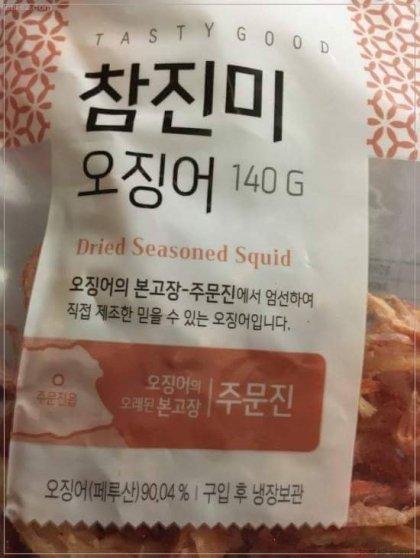 TASTY GOOD
참진미
오징어 140 G
Dried Seasoned Squid
오징어의 본고장-주문진에서 엄선하여
직접 제조한 믿을 수 있는 오징어입니다.
주문진읍
오징어의
오래된 본고장
주문진
오징어(페루산)90.04% | 구입 후 냉장보관